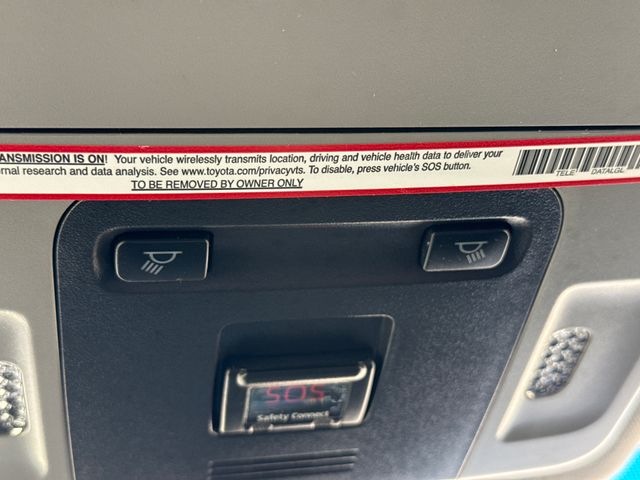 TRANSMISSION IS ON! Your vehicle wirelessly transmits location, driving and vehicle health data to deliver your
research and data analysis. See www.toyota.com/privacyvts. To disable, press vehicle's SOS button.
TO BE REMOVED BY OWNER ONLY
TELE DATALGL
SOS
Safety Connect